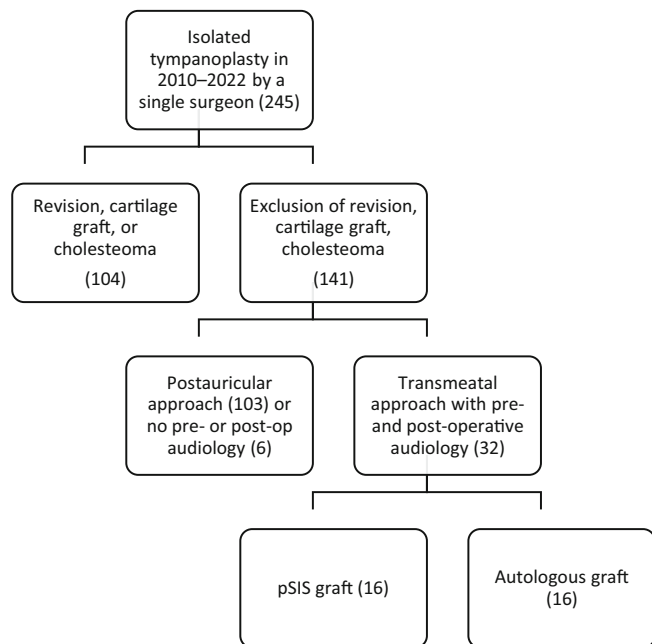 Isolated
tympanoplasty in
2010–2022 by a
single surgeon (245)
Revision, cartilage
graft, or
cholesteoma
(104)
Exclusion of revision,
cartilage graft,
cholesteoma
(141)
Postauricular
approach (103) or
no pre- or post-op
audiology (6)
Transmeatal
approach with pre-
and post-operative
audiology (32)
pSIS graft (16)
Autologous graft
(16)